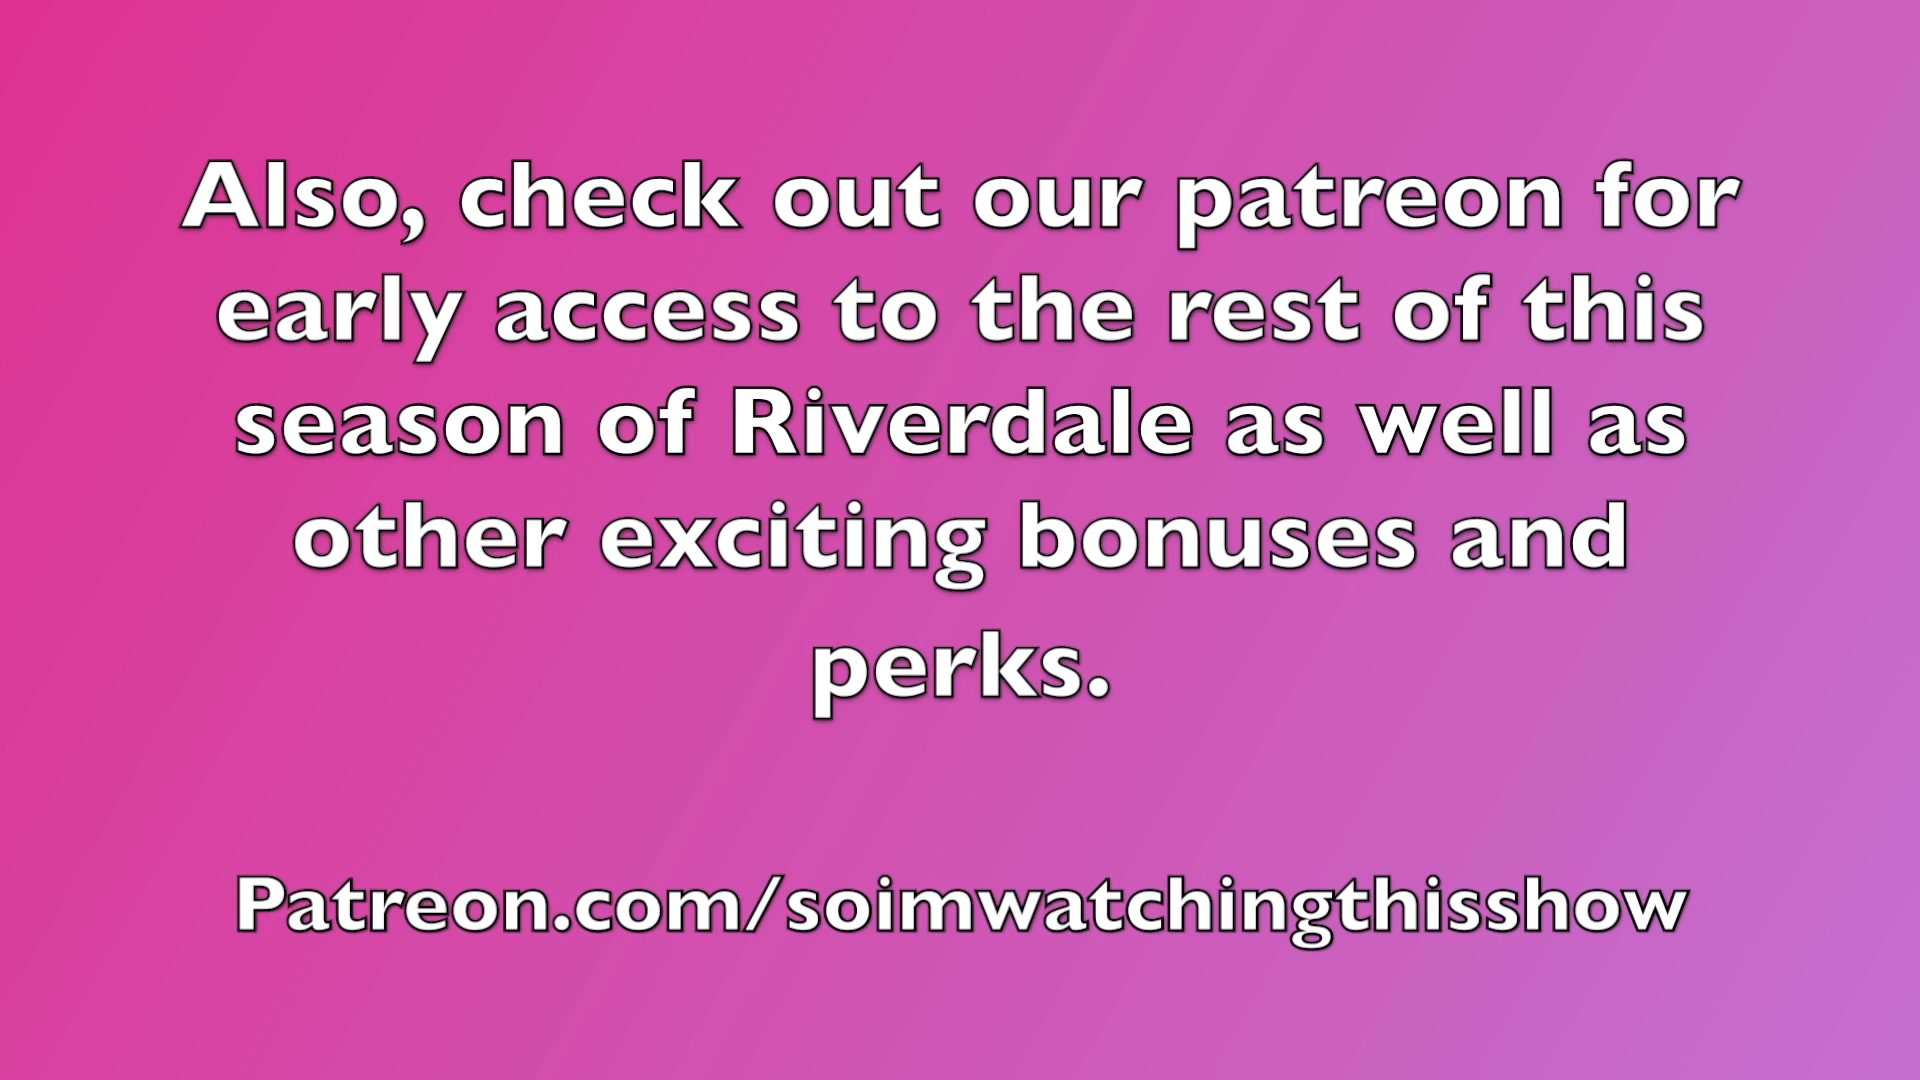 Also, check out our patreon for
early access to the rest of this
season of Riverdale as well as
other exciting bonuses and
perks.
Patreon.com/soimwatchingthisshow